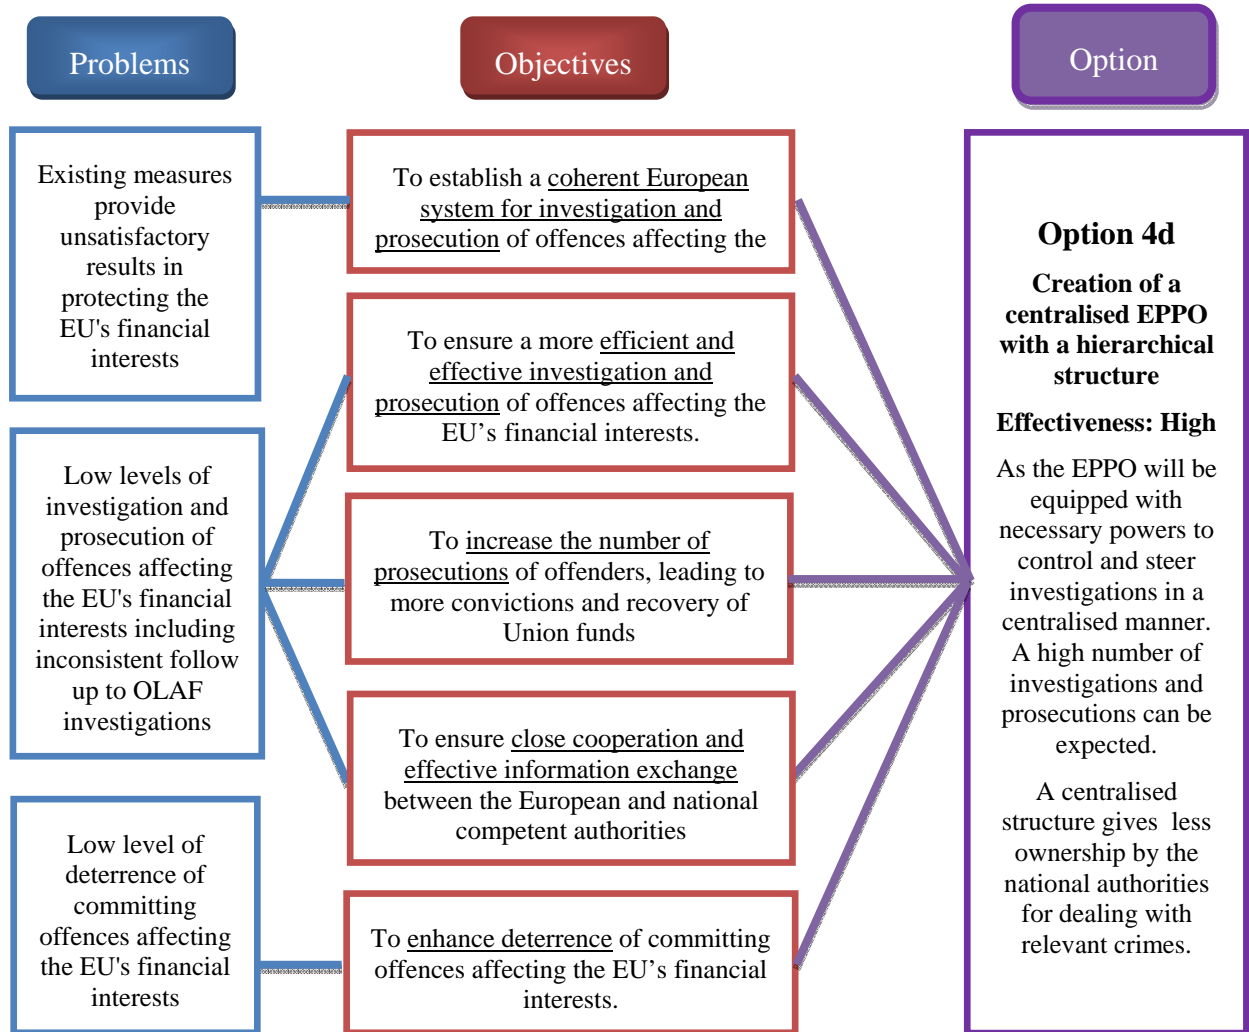 Problems
Objectives
Option
Existing measures
provide
unsatisfactory
results in
protecting the
EU's financial
interests
Low levels of
investigation and
prosecution of
offences affecting
the EU's financial
interests including
inconsistent follow
up to OLAF
investigations
Low level of
deterrence of
committing
offences affecting
the EU's financial
interests
To establish a coherent European
system for investigation and
prosecution of offences affecting the
To ensure a more efficient and
effective investigation and
prosecution of offences affecting the
EU’s financial interests.
To increase the number of
prosecutions of offenders, leading to
more convictions and recovery of
Union funds
To ensure close cooperation and
effective information exchange
between the European and national
competent authorities
To enhance deterrence of committing
offences affecting the EU’s financial
interests.
Option 4d
Creation of a
centralised EPPO
with a hierarchical
structure
Effectiveness: High
As the EPPO will be
equipped with
necessary powers to
control and steer
investigations in a
centralised manner.
A high number of
investigations and
prosecutions can be
expected.
A centralised
structure gives less
ownership by the
national authorities
for dealing with
relevant crimes.